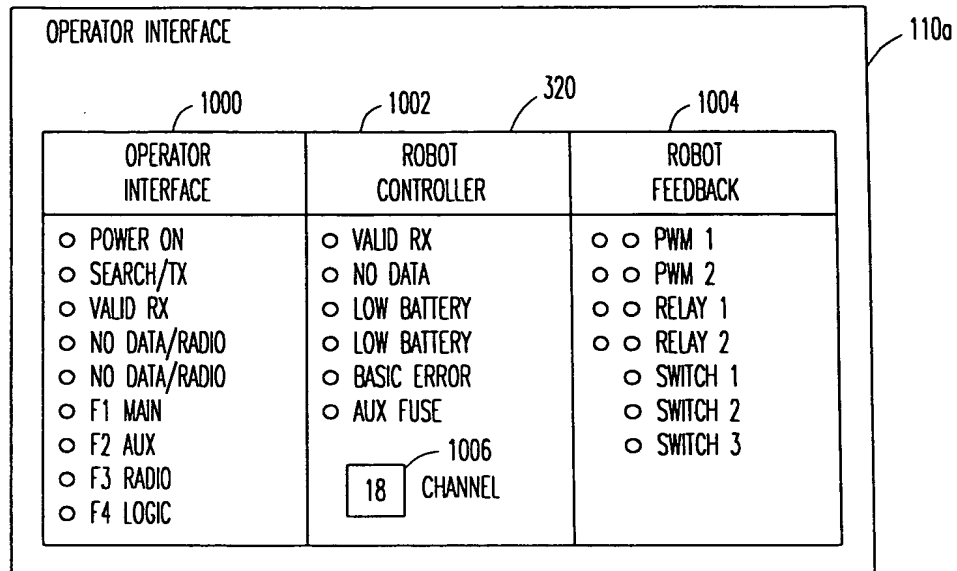 OPERATOR INTERFACE
110a
1000
1002
320
1004
OPERATOR
INTERFACE
ROBOT
CONTROLLER
ROBOT
FEEDBACK
POWER ON
SEARCH/TX
VALID RX
NO DATA/RADIO
NO DATA/RADIO
F1 MAIN
F2 AUX
F3 RADIO
F4 LOGIC
VALID RX
NO DATA
LOW BATTERY
LOW BATTERY
BASIC ERROR
AUX FUSE
1006
18 CHANNEL
PWM 1
PWM 2
RELAY 1
RELAY 2
SWITCH 1
SWITCH 2
SWITCH 3